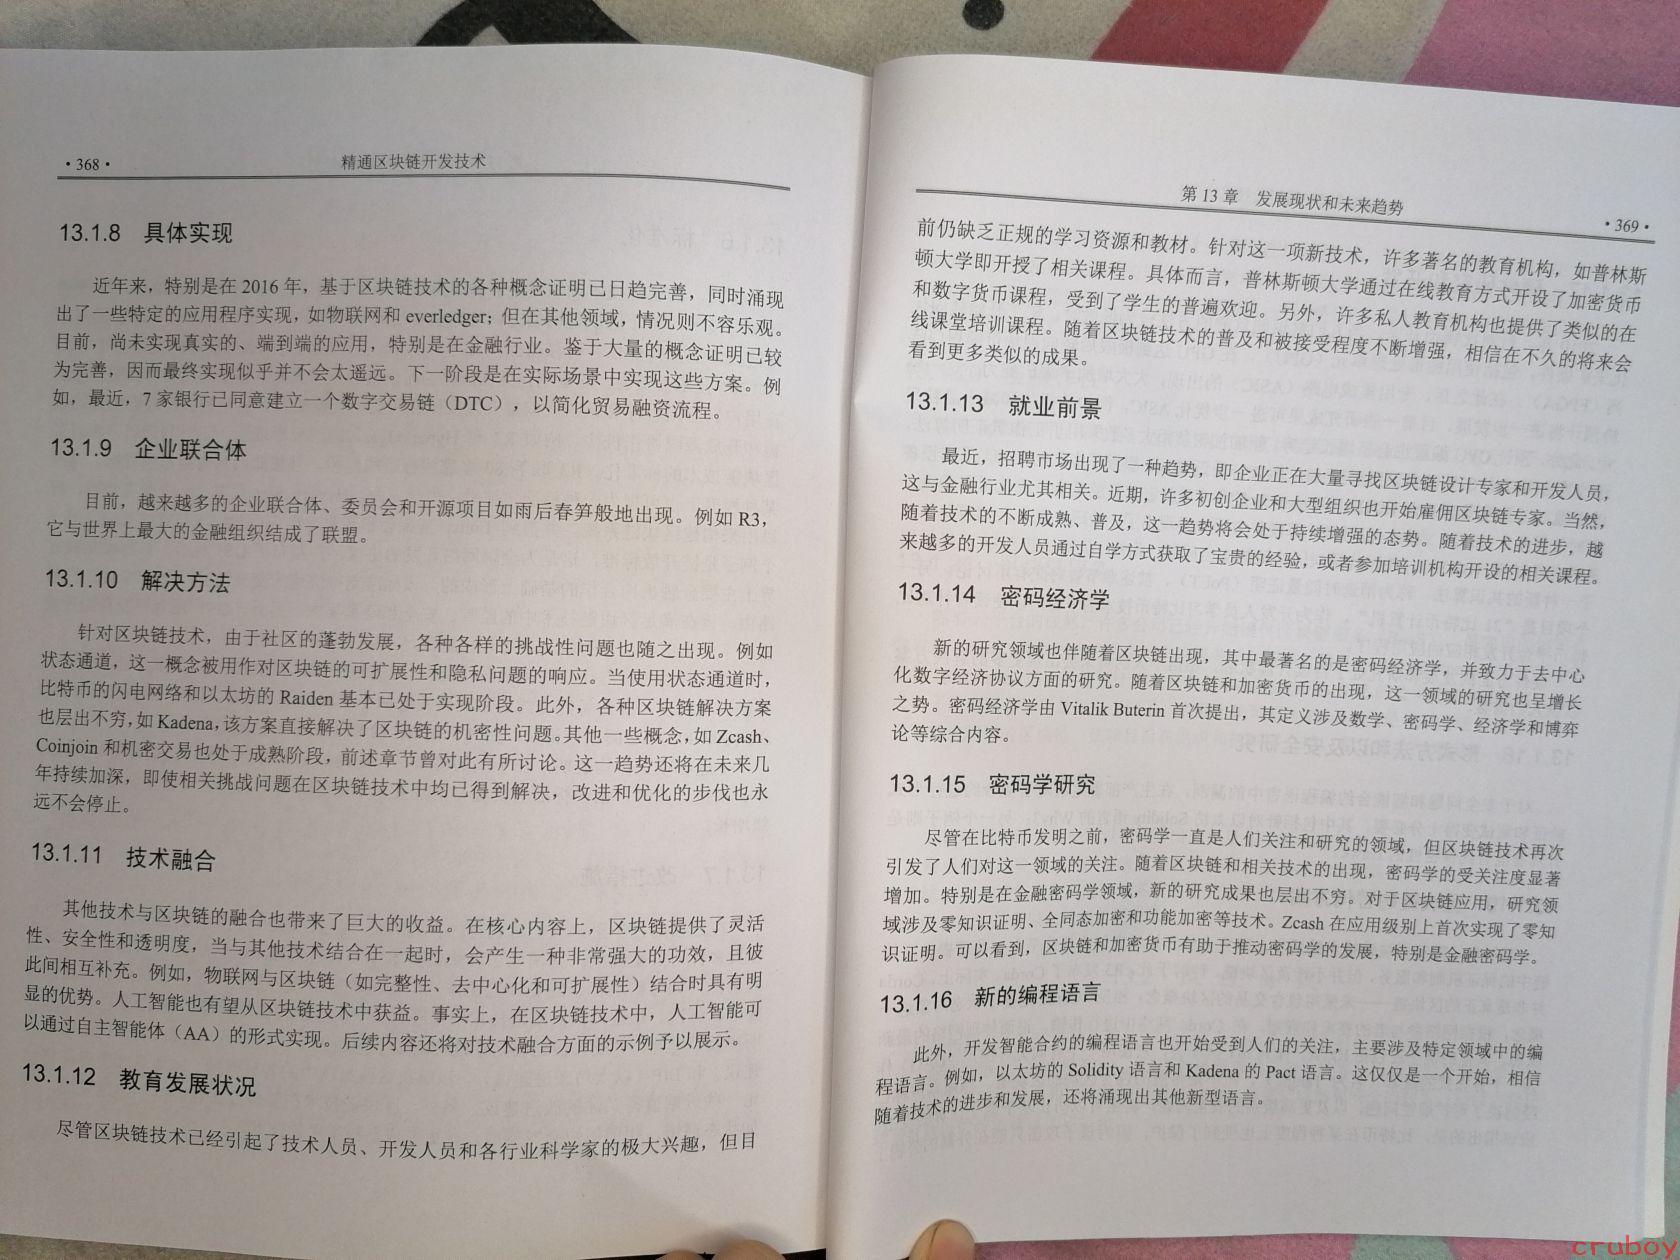 ·368·
精通区块链开发技术
13.1.8 具体实现
近年来，特别是在 2016 年，基于区块链技术的各种概念证明已日趋完善，同时涌现
出了一些特定的应用程序实现，如物联网和 everledger；但在其他领域，情况则不容乐观。
目前，尚未实现真实的、端到端的应用，特别是在金融行业。鉴于大量的概念证明已较
为完善，因而最终实现似乎并不会太遥远。下一阶段是在实际场景中实现这些方案。例
如，最近，7 家银行已同意建立一个数字交易链（DTC），以简化贸易融资流程。
13.1.9 企业联合体
目前，越来越多的企业联合体、委员会和开源项目如雨后春笋般地出现。例如 R3，
它与世界上最大的金融组织结成了联盟。
13.1.10 解决方法
针对区块链技术，由于社区的蓬勃发展，各种各样的挑战性问题也随之出现。例如
状态通道，这一概念被用作对区块链的可扩展性和隐私问题的响应。当使用状态通道时，
比特币的闪电网络和以太坊的 Raiden 基本已处于实现阶段。此外，各种区块链解决方案
也层出不穷，如 Kadena，该方案直接解决了区块链的机密性问题。其他一些概念，如 Zcash、
Coinjoin 和机密交易也处于成熟阶段，前述章节曾对此有所讨论。这一趋势还将在未来几
年持续加深，即使相关挑战问题在区块链技术中均已得到解决，改进和优化的步伐也永
远不会停止。
13.1.11 技术融合
其他技术与区块链的融合也带来了巨大的收益。在核心内容上，区块链提供了灵活
性、安全性和透明度，当与其他技术结合在一起时，会产生一种非常强大的功效，且彼
此间相互补充。例如，物联网与区块链（如完整性、去中心化和可扩展性）结合时具有明
显的优势。人工智能也有望从区块链技术中获益。事实上，在区块链技术中，人工智能可
以通过自主智能体（AA）的形式实现。后续内容还将对技术融合方面的示例予以展示。
13.1.12 教育发展状况
尽管区块链技术已经引起了技术人员、开发人员和各行业科学家的极大兴趣，但目
第 13 章 发展现状和未来趋势
·369·
前仍缺乏正规的学习资源和教材。针对这一项新技术，许多著名的教育机构，如普林斯
顿大学即开授了相关课程。具体而言，普林斯顿大学通过在线教育方式开设了加密货币
和数字货币课程，受到了学生的普遍欢迎。另外，许多私人教育机构也提供了类似的在
线课堂培训课程。随着区块链技术的普及和被接受程度不断增强，相信在不久的将来会
看到更多类似的成果。
13.1.13 就业前景
最近，招聘市场出现了一种趋势，即企业正在大量寻找区块链设计专家和开发人员，
这与金融行业尤其相关。近期，许多初创企业和大型组织也开始雇佣区块链专家。当然，
随着技术的不断成熟、普及，这一趋势将会处于持续增强的态势。随着技术的进步，越
来越多的开发人员通过自学方式获取了宝贵的经验，或者参加培训机构开设的相关课程。
13.1.14 密码经济学
新的研究领域也伴随着区块链出现，其中最著名的是密码经济学，并致力于去中心
化数字经济协议方面的研究。随着区块链和加密货币的出现，这一领域的研究也呈增长
之势。密码经济学由 Vitalik Buterin 首次提出，其定义涉及数学、密码学、经济学和博弈
论等综合内容。
13.1.15 密码学研究
尽管在比特币发明之前，密码学一直是人们关注和研究的领域，但区块链技术再次
引发了人们对这一领域的关注。随着区块链和相关技术的出现，密码学的受关注度显著
增加。特别是在金融密码学领域，新的研究成果也层出不穷。对于区块链应用，研究领
域涉及零知识证明、全同态加密和功能加密等技术。Zcash 在应用级别上首次实现了零知
识证明。可以看到，区块链和加密货币有助于推动密码学的发展，特别是金融密码学。
13.1.16 新的编程语言
此外，开发智能合约的编程语言也开始受到人们的关注，主要涉及特定领域中的编
程语言。例如，以太坊的 Solidity 语言和 Kadena 的 Pact 语言。这仅仅是一个开始，相信
随着技术的进步和发展，还将涌现出其他新型语言。
cruboy